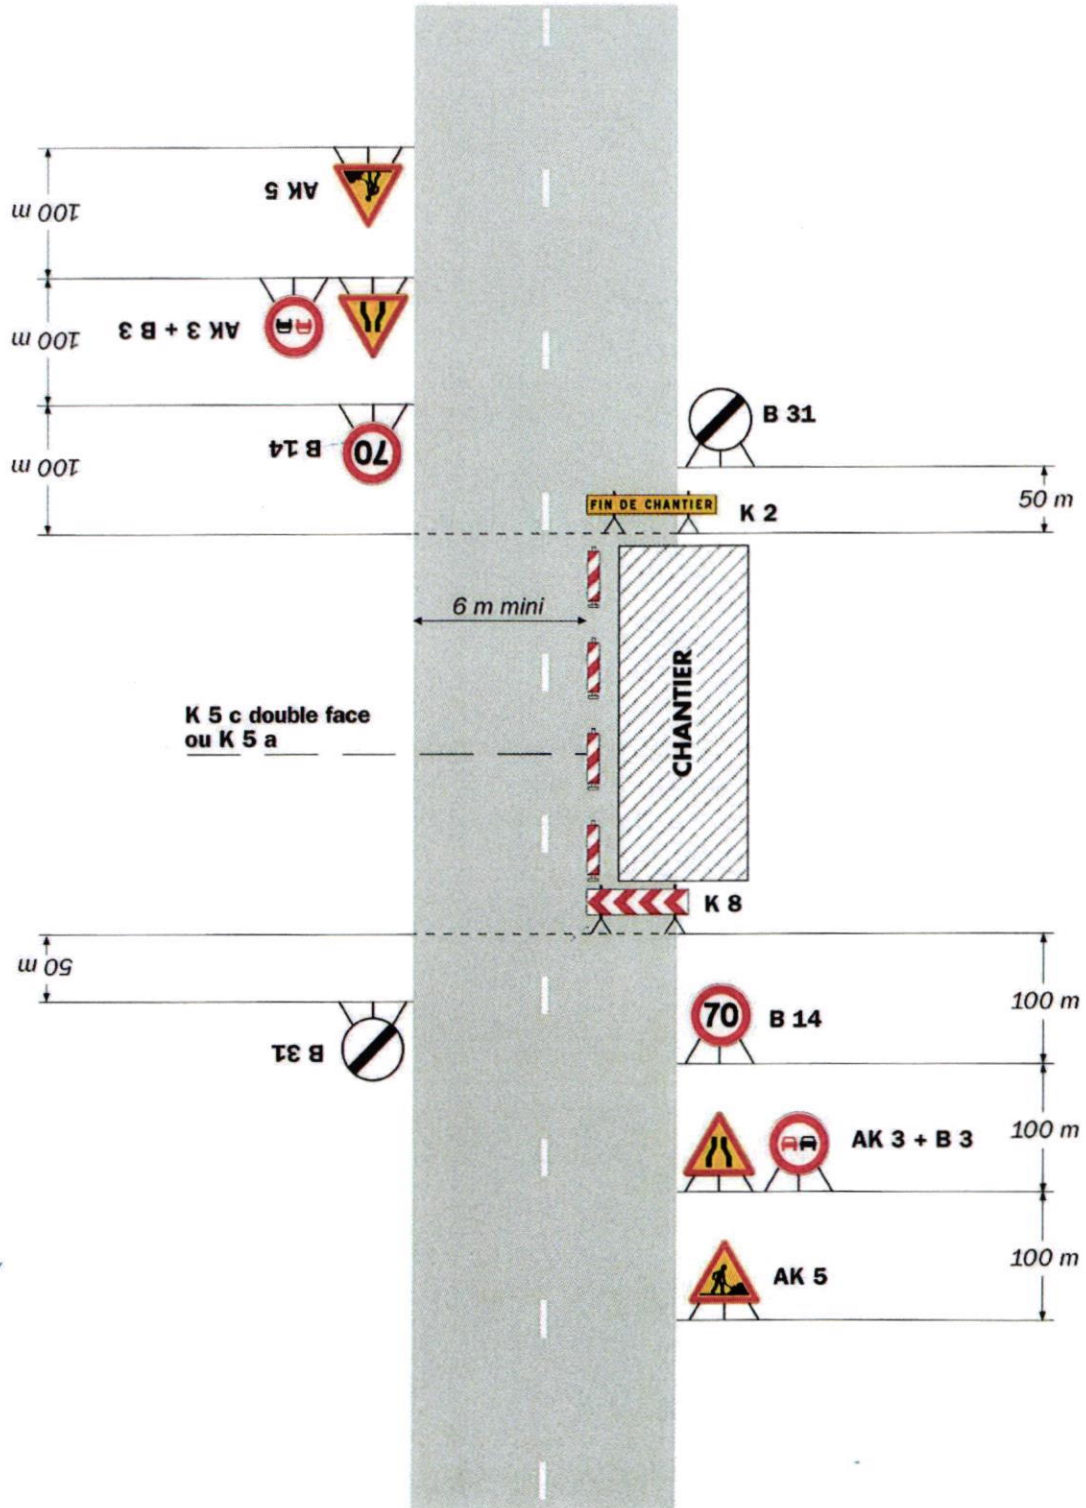 AK 5
100 m
AK 3 + B 3
100 m
70
B 14
100 m
B 31
50 m
FIN DE CHANTIER
K 2
6 m mini
K 5 c double face
ou K 5 a
CHANTIER
K 8
50 m
B 31
70
B 14
100 m
AK 3 + B 3
100 m
AK 5
100 m